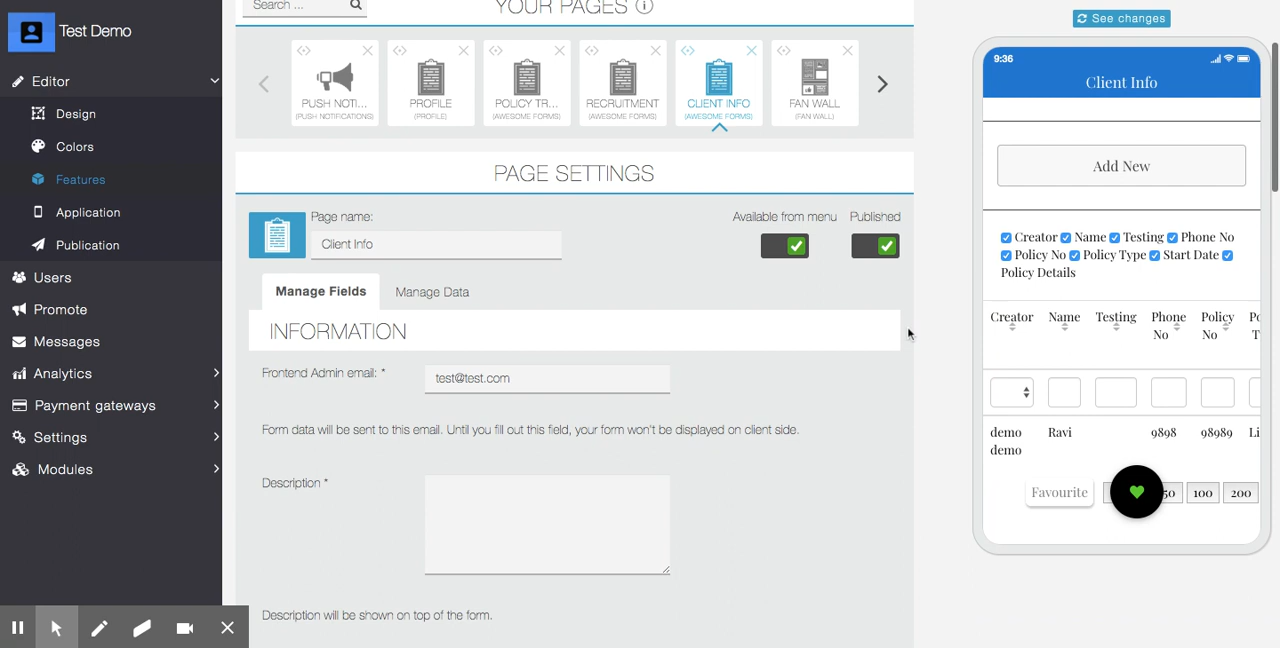 Test Demo
Editor
Design
Colors
Features
Application
Publication
Users
Promote
Messages
Analytics
Payment gateways
Settings
Modules
Search ...
YOUR PAGES
PUSH NOTI...
(PUSH NOTIFICATIONS)
PROFILE
(PROFILE)
POLICY TR...
(AWESOME FORMS)
RECRUITMENT
(AWESOME FORMS)
CLIENT INFO
(AWESOME FORMS)
FAN WALL
(FAN WALL)
PAGE SETTINGS
Page name:
Client Info
Available from menu
Published
Manage Fields
Manage Data
INFORMATION
Frontend Admin email: *
test@test.com
Form data will be sent to this email. Until you fill out this field, your form won't be displayed on client side.
Description *
Description will be shown on top of the form.
See changes
9:36
Client Info
Add New
Creator Name Testing Phone No
Policy No Policy Type Start Date
Policy Details
Creator Name Testing Phone Policy
No No
demo Ravi 9898 98989 Li
demo
Favourite 50 100 200